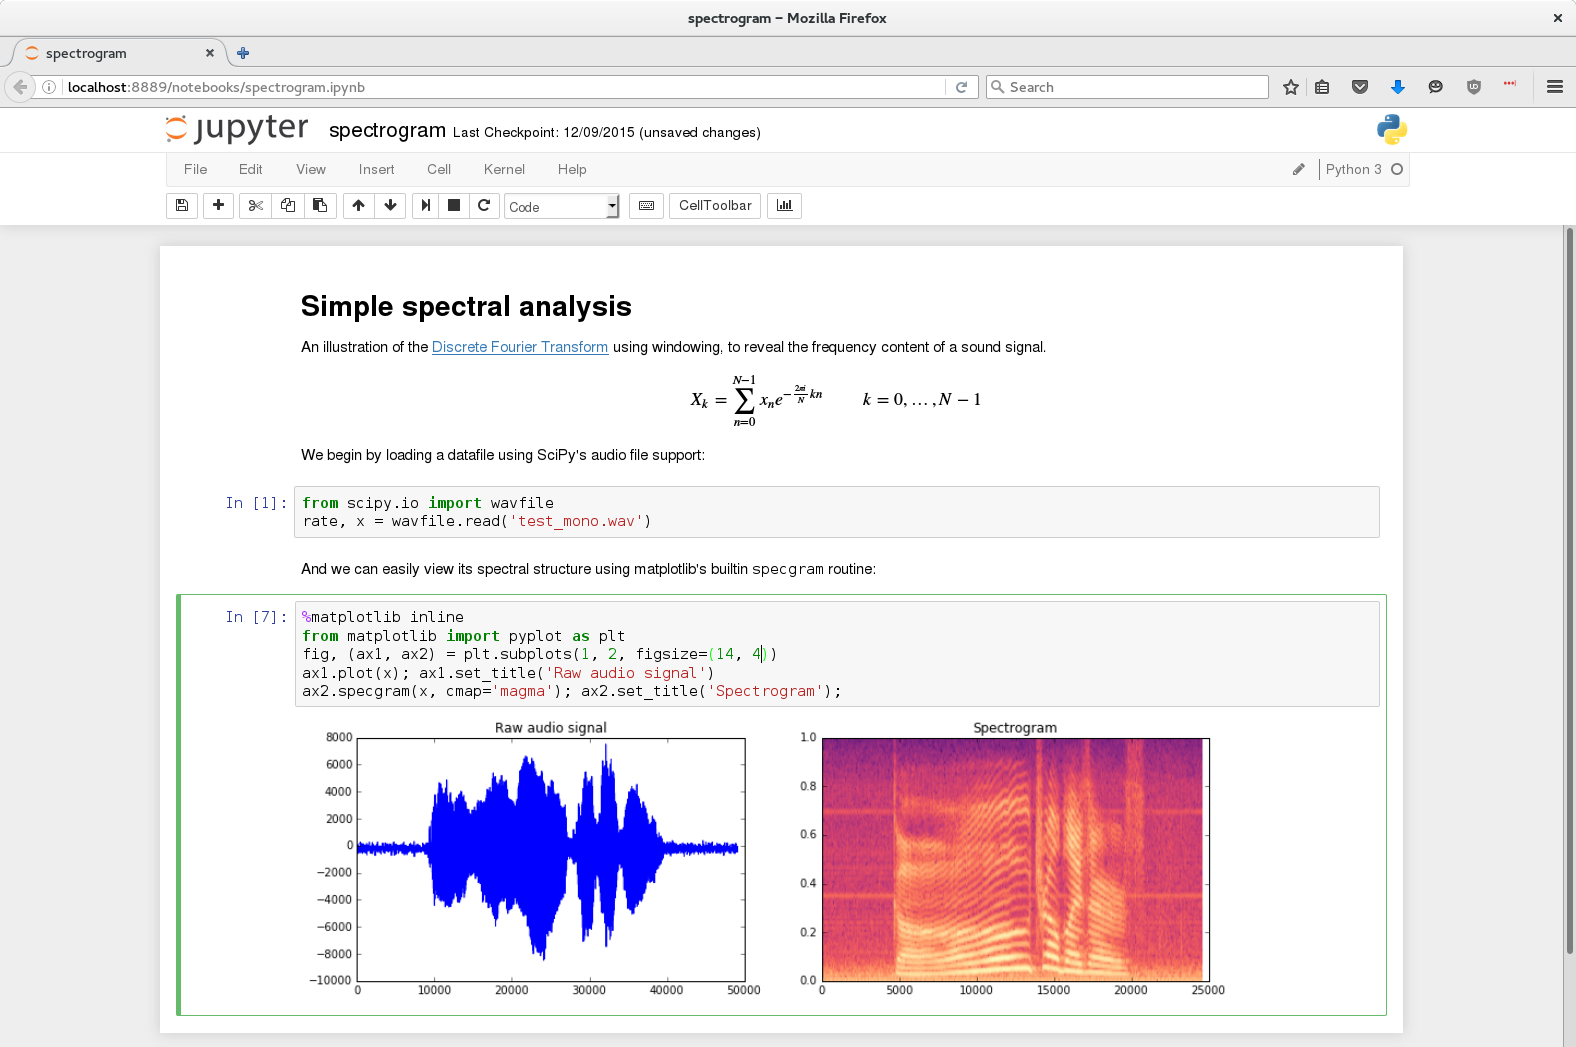 spectrogram – Mozilla Firefox
spectrogram
localhost:8889/notebooks/spectrogram.ipynb
Search
jupyter spectrogram Last Checkpoint: 12/09/2015 (unsaved changes)
File Edit View Insert Cell Kernel Help Python 3
Code CellToolbar
Simple spectral analysis
An illustration of the Discrete Fourier Transform using windowing, to reveal the frequency content of a sound signal.
X_k = \sum_{n=0}^{N-1} x_n e^{-\frac{2\pi i}{N} kn} k = 0, … , N − 1
We begin by loading a datafile using SciPy's audio file support:
In [1]: from scipy.io import wavfile
rate, x = wavfile.read('test_mono.wav')
And we can easily view its spectral structure using matplotlib's builtin specgram routine:
In [7]: %matplotlib inline
from matplotlib import pyplot as plt
fig, (ax1, ax2) = plt.subplots(1, 2, figsize=(14, 4))
ax1.plot(x); ax1.set_title('Raw audio signal')
ax2.specgram(x, cmap='magma'); ax2.set_title('Spectrogram');
Raw audio signal
8000
6000
4000
2000
0
−2000
−4000
−6000
−8000
−10000
0 10000 20000 30000 40000 50000
Spectrogram
1.0
0.8
0.6
0.4
0.2
0.0
0 5000 10000 15000 20000 25000